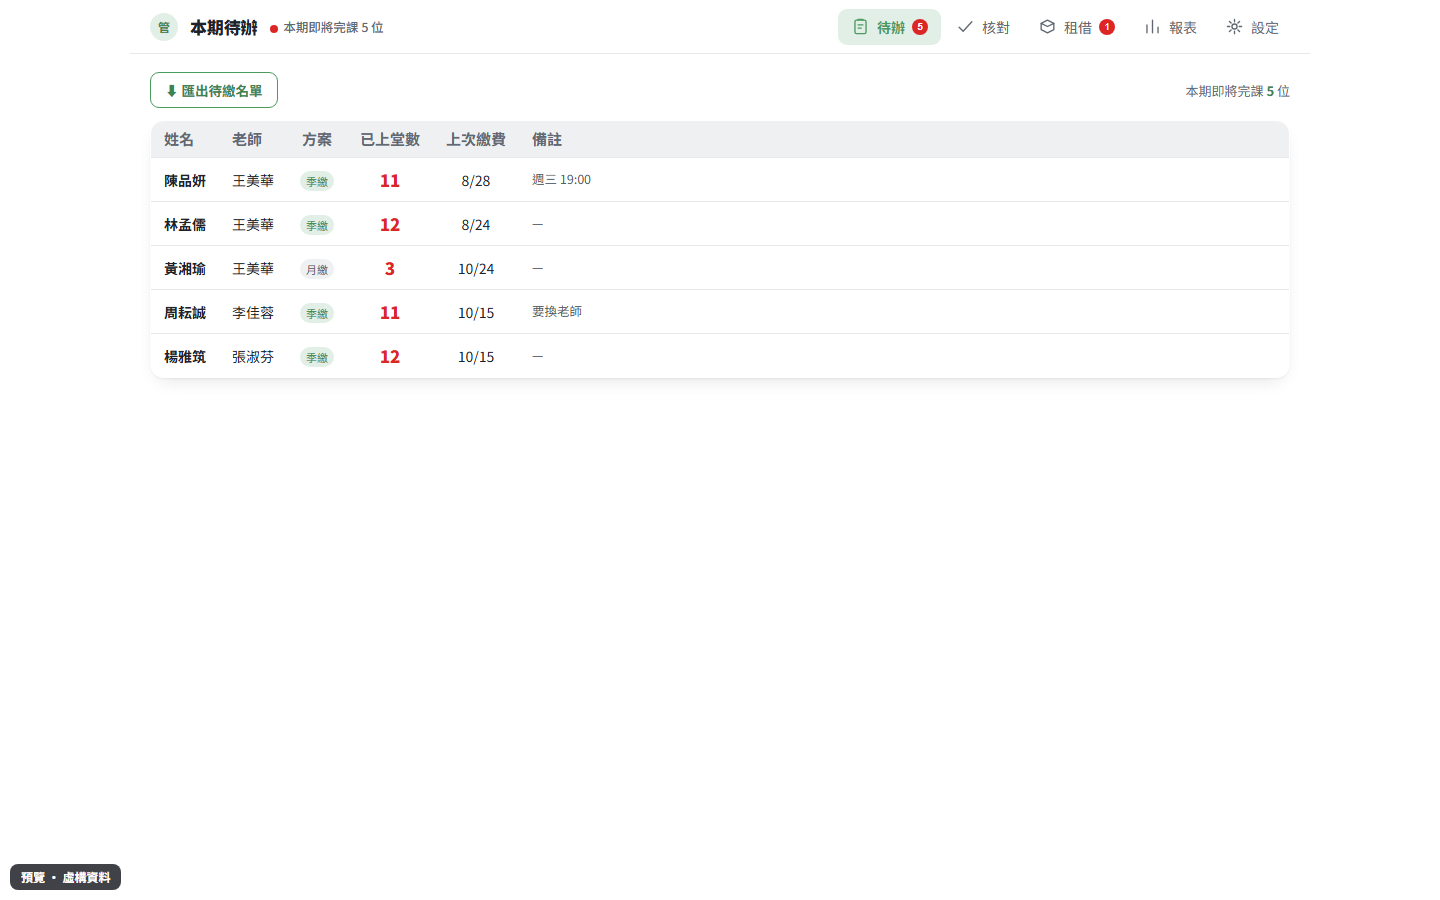 管 本期待辦 本期即將完課 5 位 待辦 5 核對 租借 1 報表 設定
⬇ 匯出待繳名單 本期即將完課 5 位
姓名 老師 方案 已上堂數 上次繳費 備註
陳品妍 王美華 季繳 11 8/28 週三 19:00
林孟儒 王美華 季繳 12 8/24 —
黃湘瑜 王美華 月繳 3 10/24 —
周耘誠 李佳蓉 季繳 11 10/15 要換老師
楊雅筑 張淑芬 季繳 12 10/15 —
預覽 · 虛構資料